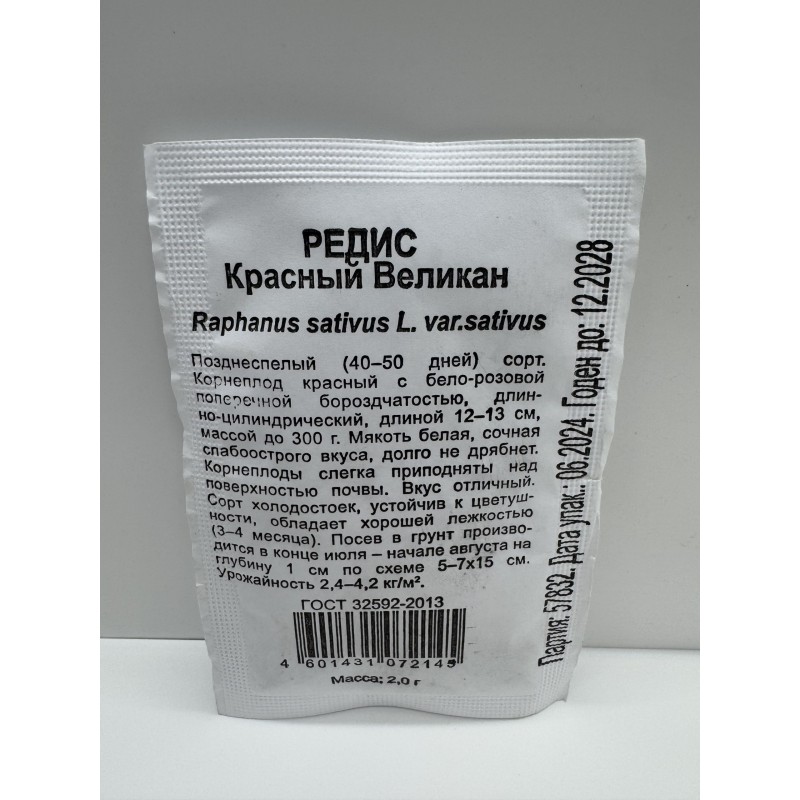 РЕДИС
Красный Великан
Raphanus sativus L. var.sativus
Позднеспелый (40–50 дней) сорт.
Корнеплод красный с бело-розовой
поперечной бороздчатостью, длин-
но-цилиндрический, длиной 12–13 см,
массой до 300 г. Мякоть белая, сочная
слабоострого вкуса, долго не дрябнет.
Корнеплоды слегка приподняты над
поверхностью почвы. Вкус отличный.
Сорт холодостоек, устойчив к цветуш-
ности, обладает хорошей лежкостью
(3–4 месяца). Посев в грунт произво-
дится в конце июля – начале августа на
глубину 1 см по схеме 5–7х15 см.
Урожайность 2,4–4,2 кг/м².
ГОСТ 32592-2013
4 601431 072145
Масса: 2,0 г
Партия: 57832. Дата упак.: 06.2024. Годен до: 12.2028